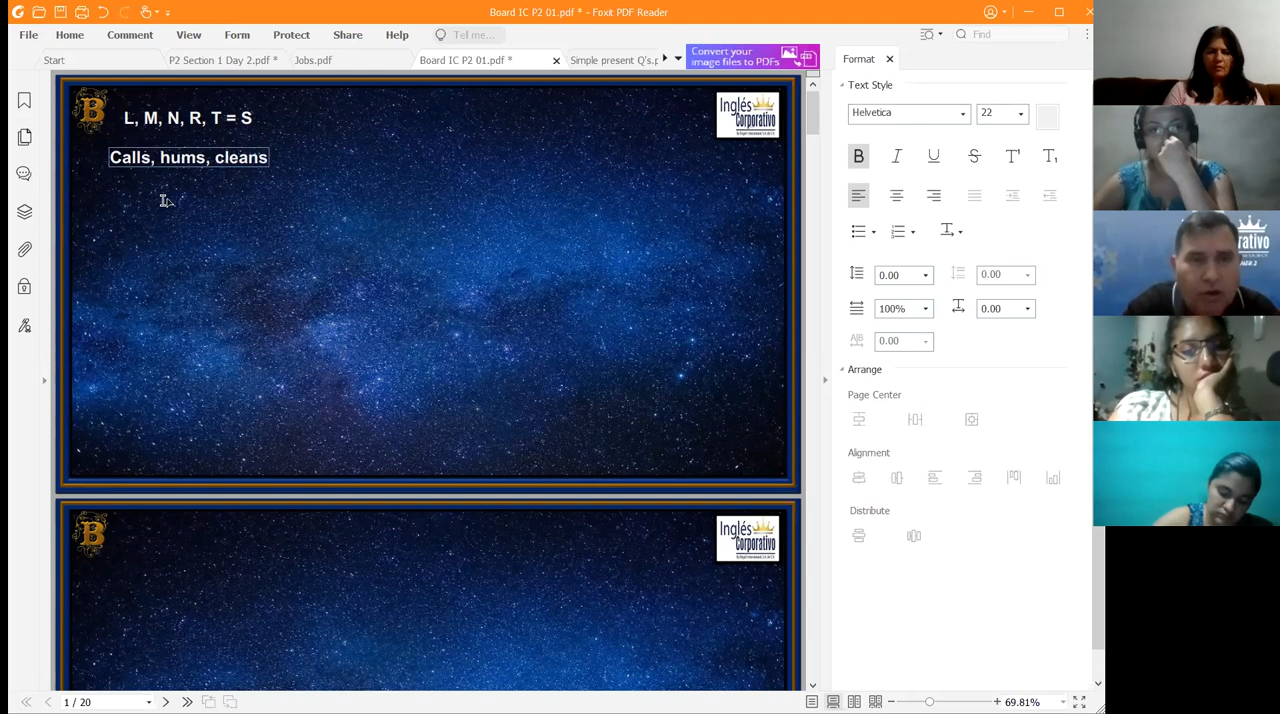 Board IC P2 01.pdf * - Foxit PDF Reader
File Home Comment View Form Protect Share Help Tell me... Find
Start P2 Section 1 Day 2.pdf * Jobs.pdf Board IC P2 01.pdf * Simple present Q's.p
Convert your
image files to PDFs
Format
Text Style
Helvetica 22
B I U S T T
0.00 0.00
100% 0.00
0.00
Arrange
Page Center
Alignment
Distribute
B
L, M, N, R, T = S
Calls, hums, cleans
Inglés
Corporativo
B
Inglés
Corporativo
1 / 20
69.81%
rativo